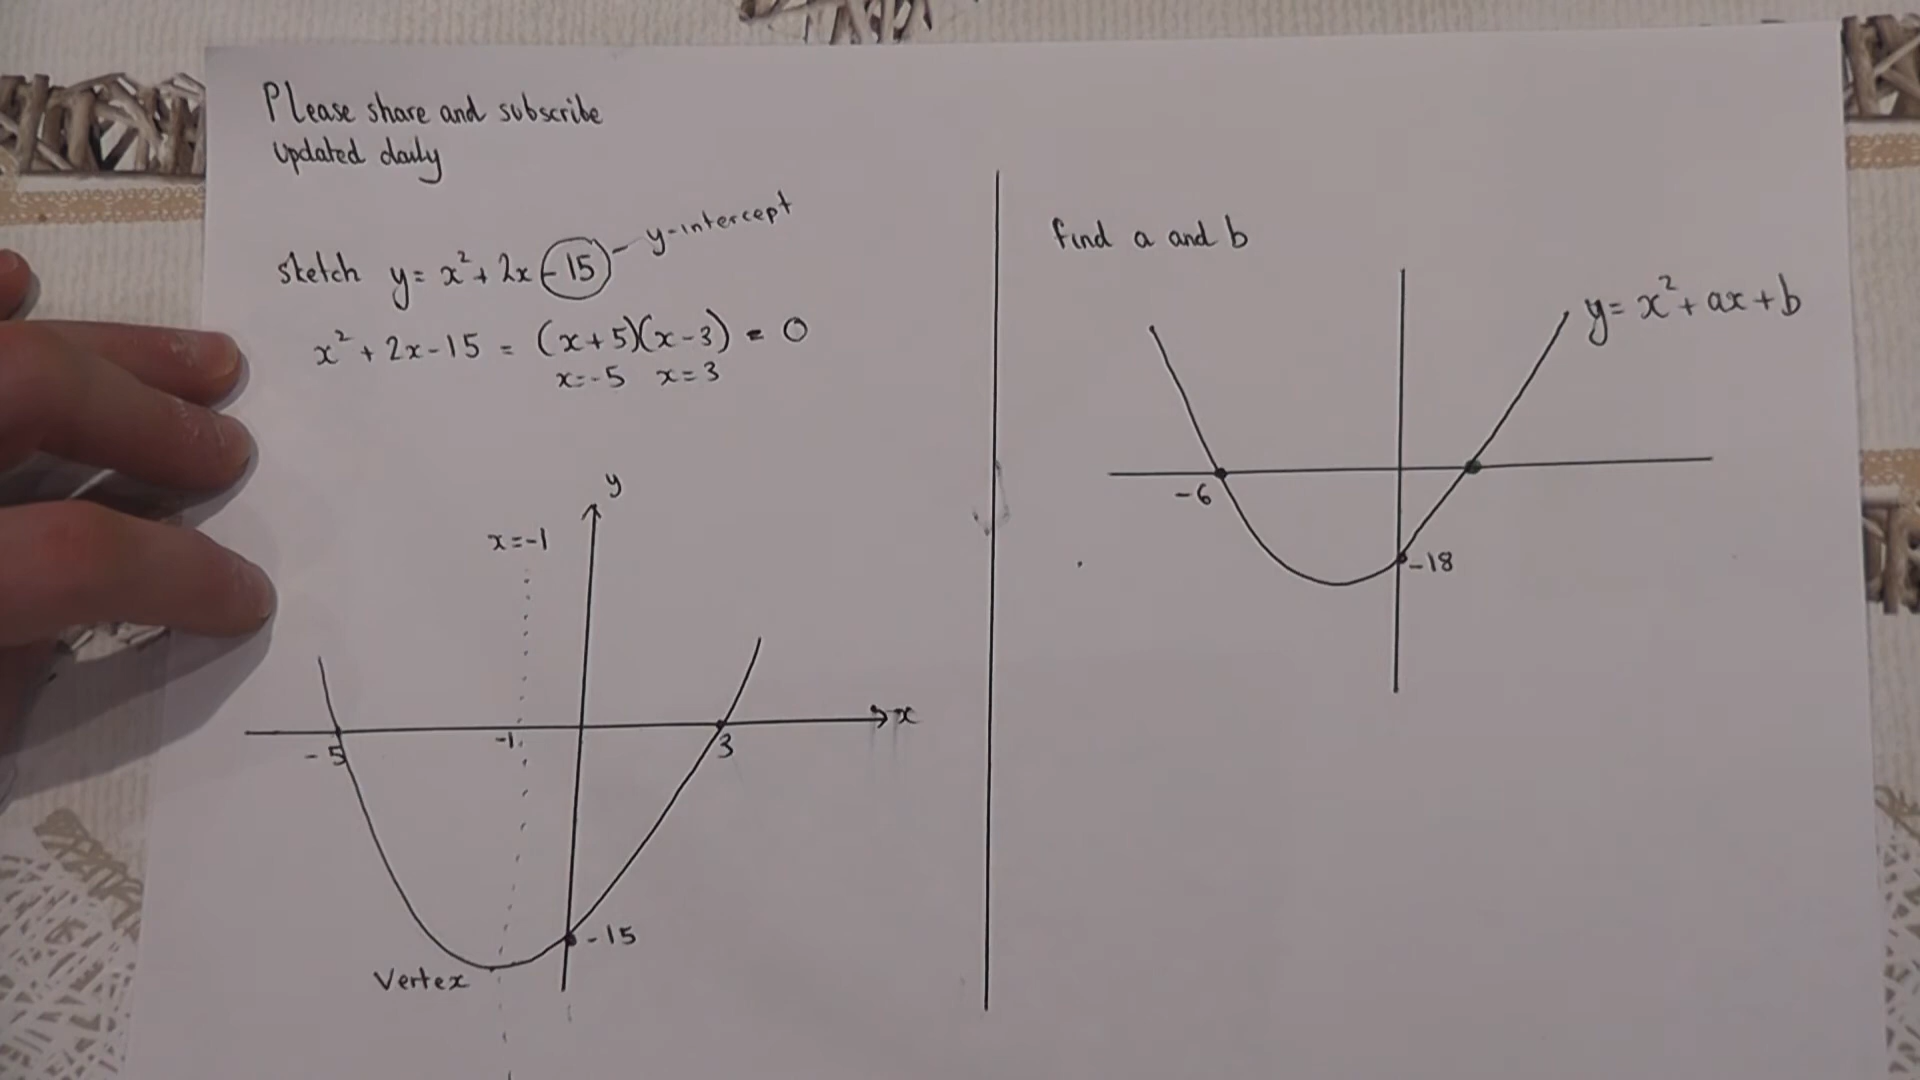 Please share and subscribe
updated daily
sketch y = x² + 2x - 15 - y-intercept
x² + 2x - 15 = (x+5)(x-3) = 0
x=-5 x=3
y
x=-1
x
-5 -1 3
-15
Vertex
find a and b
y = x² + ax + b
-6
-18